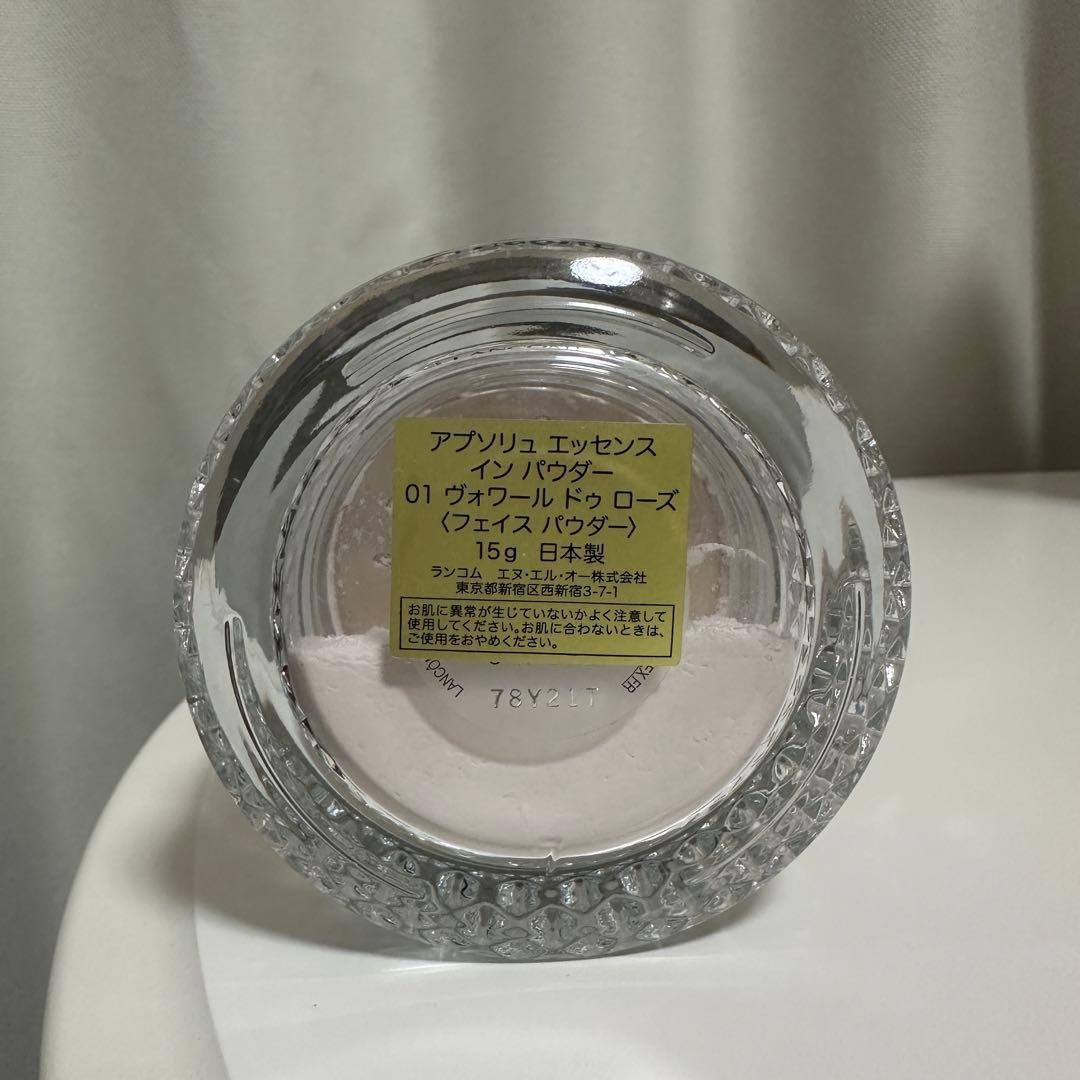 アプソリュ エッセンス
イン パウダー
01 ヴォワール ドゥ ローズ
〈フェイス パウダー〉
15g 日本製
ランコム エヌ・エル・オー株式会社
東京都新宿区西新宿3-7-1
お肌に異常が生じていないかよく注意して
使用してください。お肌に合わないときは、
ご使用をおやめください。
78Y21T